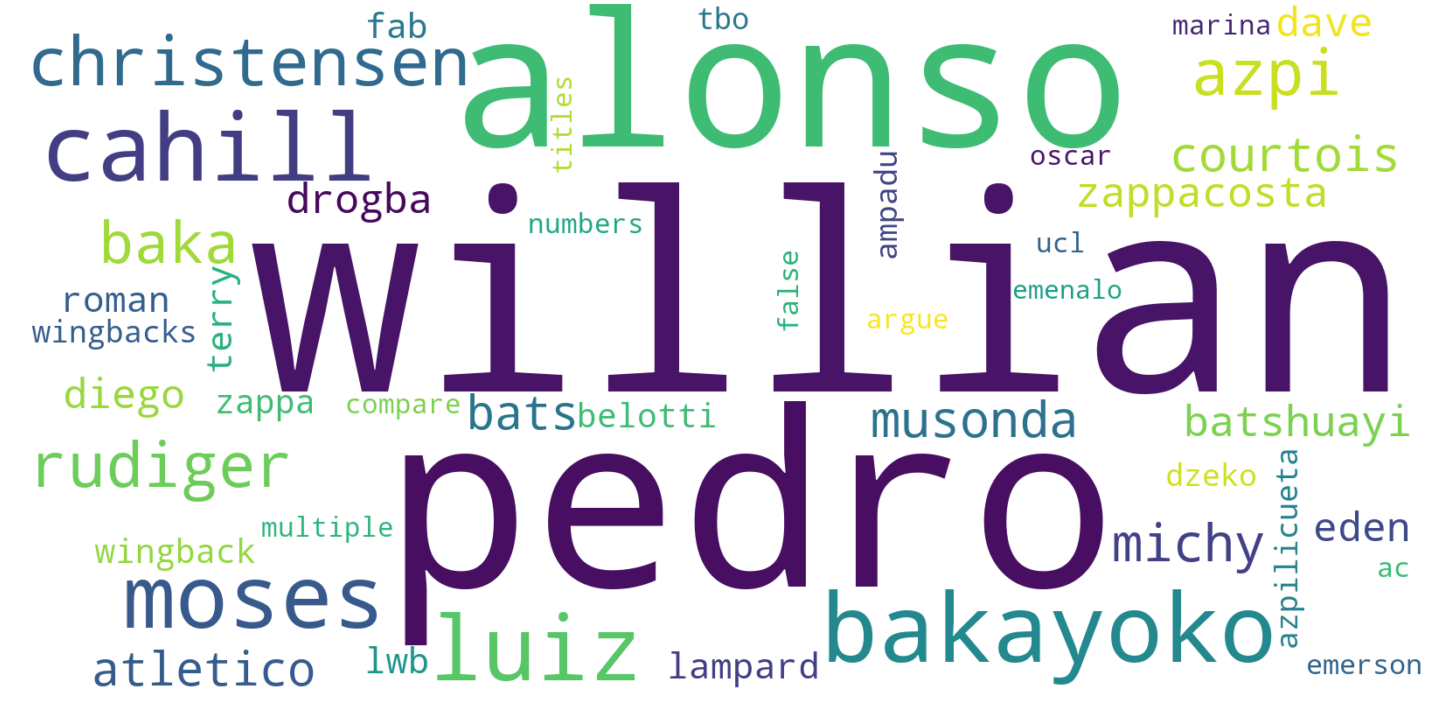 fab
tbo
marina
dave
christensen
alonso
azpi
titles
cahill
oscar
courtois
ampadu
drogba
zappacosta
numbers
baka
willian
ucl
terry
false
roman
emenalo
wingbacks
argue
diego
zappa
compare
bats
belotti
musonda
batshuayi
rudiger
pedro
dzeko
azpilicueta
multiple
michy
eden
wingback
ac
moses
luiz
bakayoko
atletico
lwb
lampard
emerson